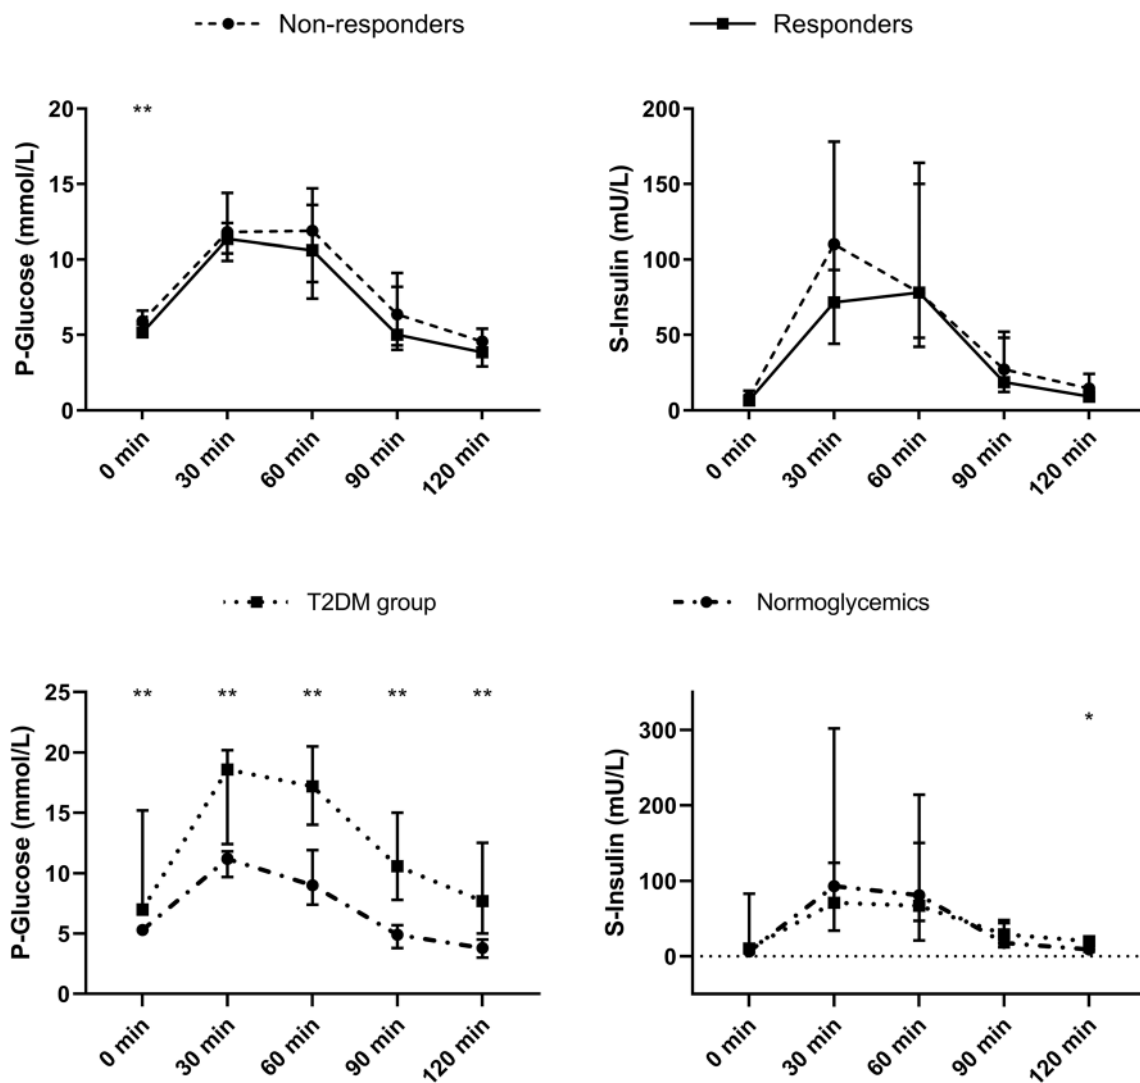 Non-responders
Responders
P-Glucose (mmol/L)
20
15
10
5
0
**
0 min
30 min
60 min
90 min
120 min
S-Insulin (mU/L)
200
150
100
50
0
0 min
30 min
60 min
90 min
120 min
T2DM group
Normoglycemics
P-Glucose (mmol/L)
25
20
15
10
5
0
** ** ** ** **
0 min
30 min
60 min
90 min
120 min
S-Insulin (mU/L)
300
200
100
0
*
0 min
30 min
60 min
90 min
120 min